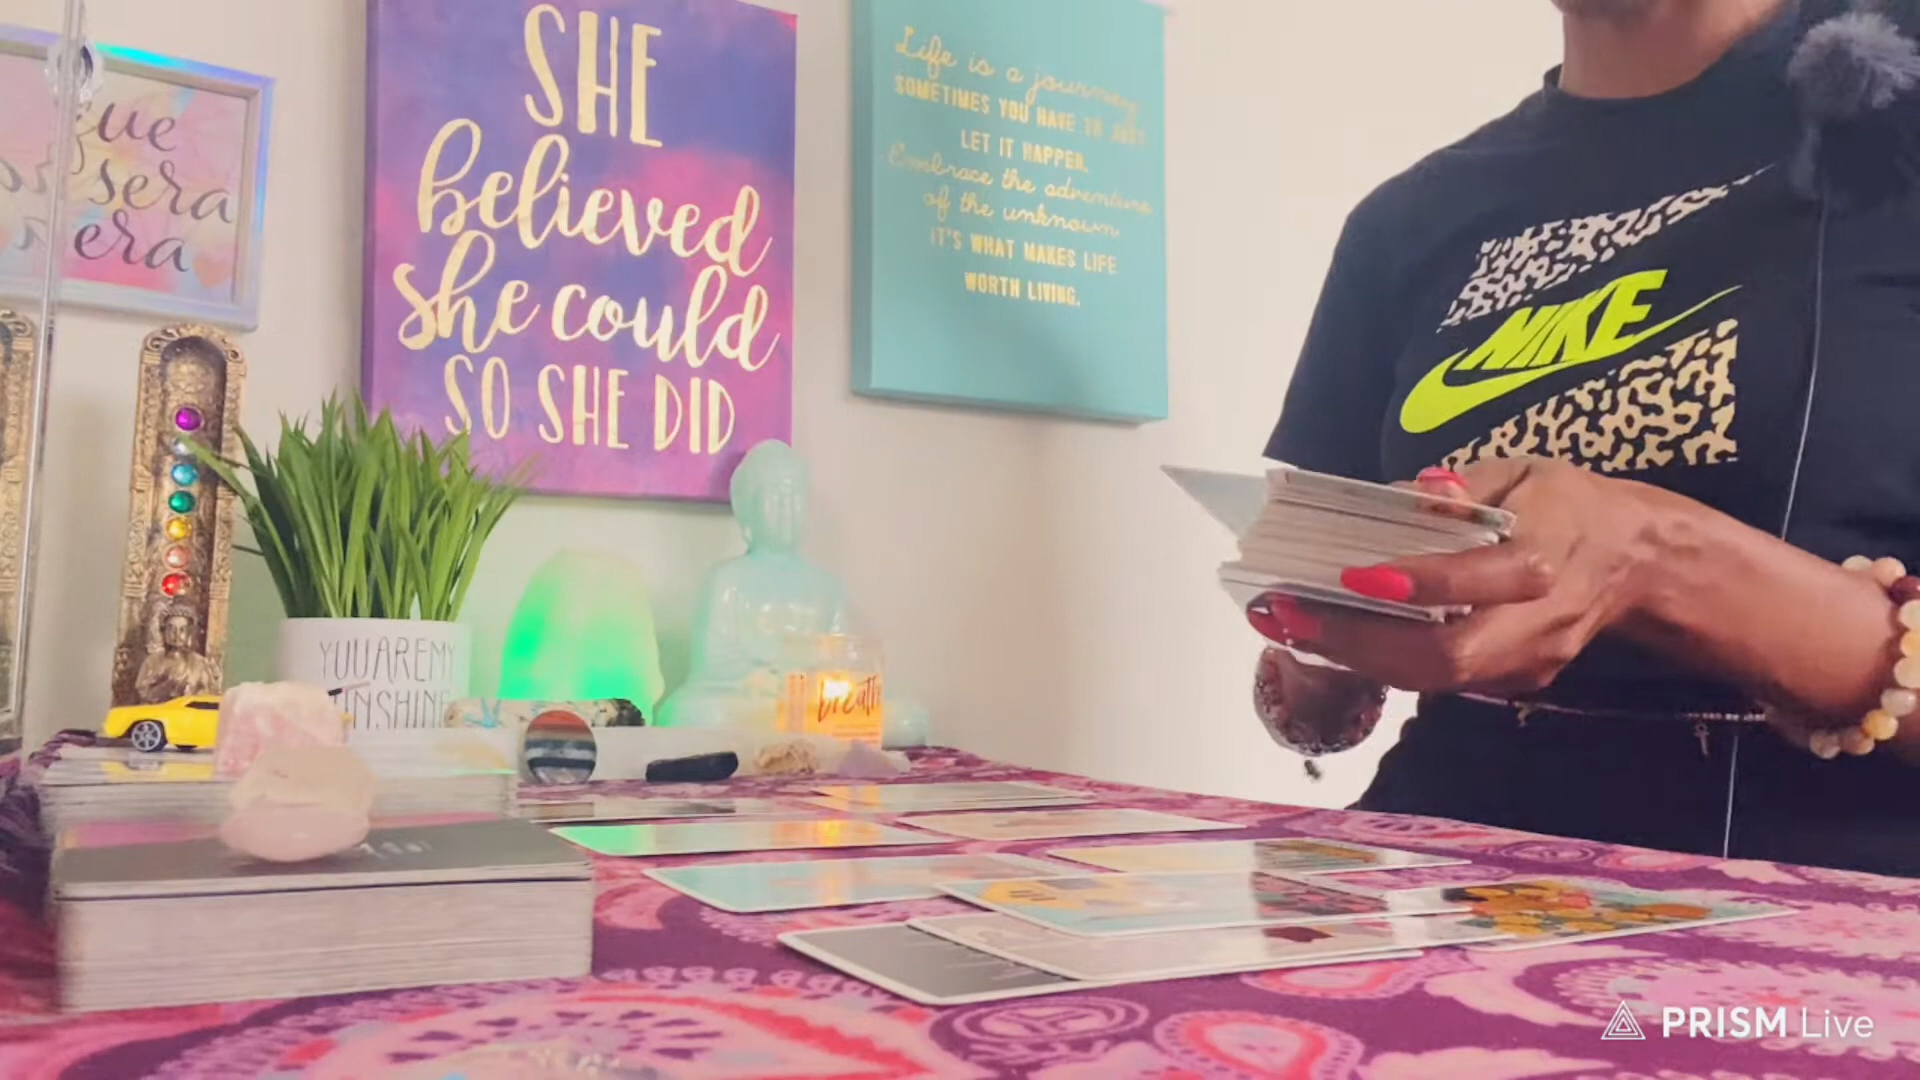 que
sera
sera
SHE
believed
she could
SO SHE DID
Life is a journey
SOMETIMES YOU HAVE TO JUST
LET IT HAPPEN.
Embrace the adventure
of the unknown.
IT'S WHAT MAKES LIFE
WORTH LIVING.
NIKE
YOU ARE MY
SUNSHINE
breathe
PRISM Live